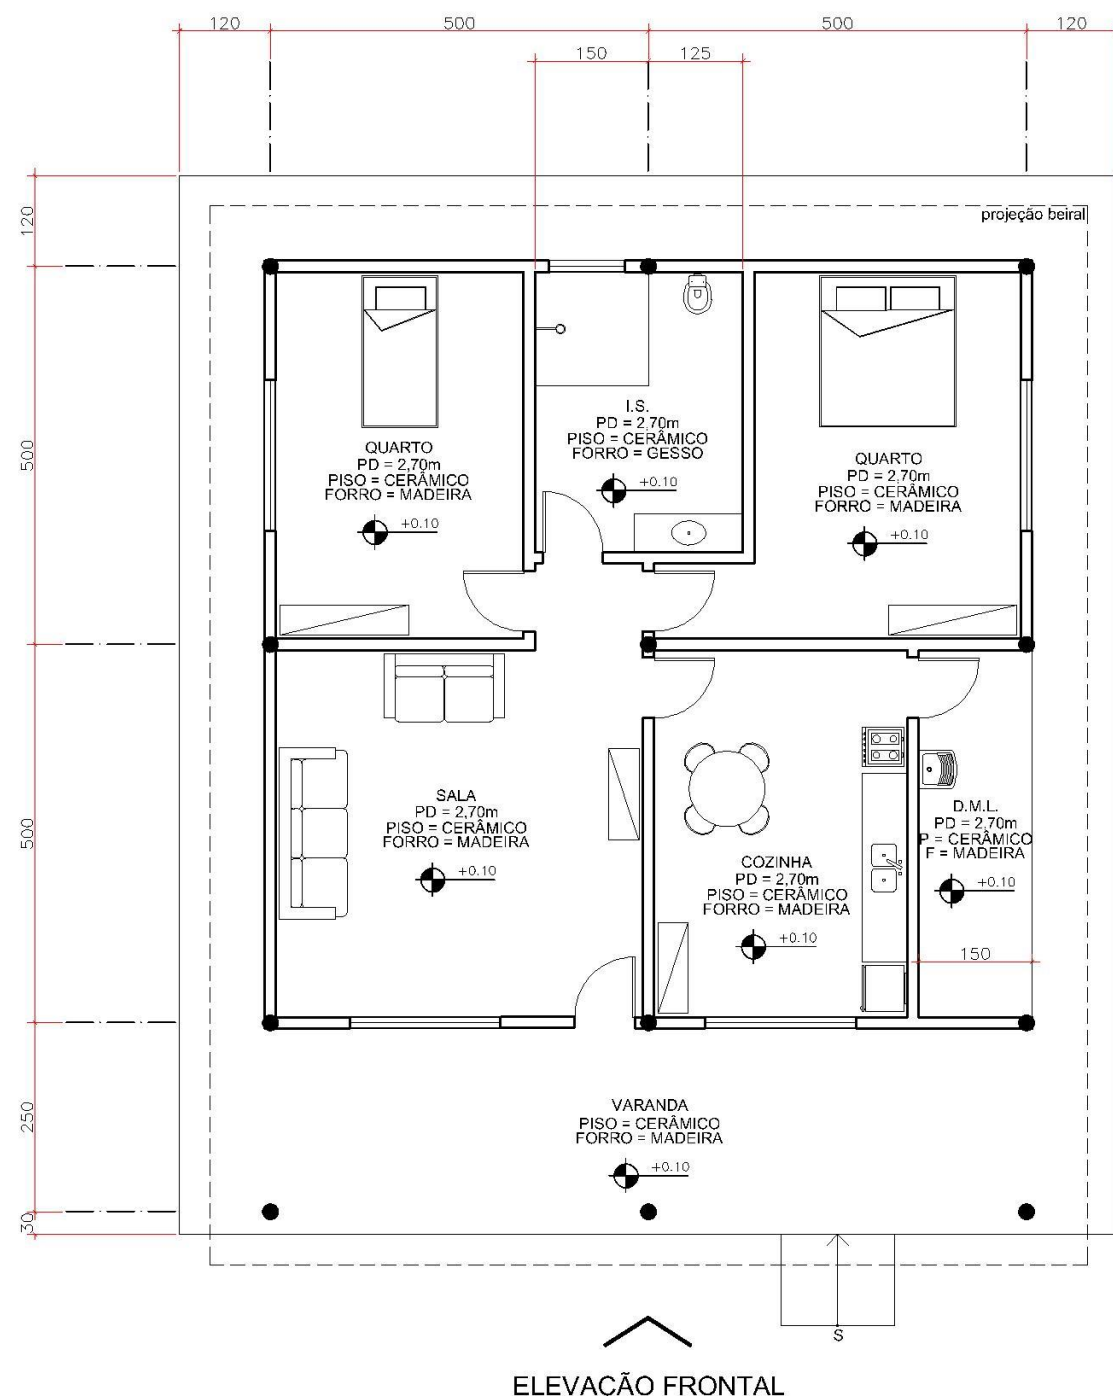 120
500
500
120
150
125
120
projeção beiral
500
I.S.
PD = 2,70m
PISO = CERÂMICO
FORRO = GESSO
+0.10
QUARTO
PD = 2,70m
PISO = CERÂMICO
FORRO = MADEIRA
+0.10
QUARTO
PD = 2,70m
PISO = CERÂMICO
FORRO = MADEIRA
+0.10
500
SALA
PD = 2,70m
PISO = CERÂMICO
FORRO = MADEIRA
+0.10
COZINHA
PD = 2,70m
PISO = CERÂMICO
FORRO = MADEIRA
+0.10
D.M.L.
PD = 2,70m
P = CERÂMICO
F = MADEIRA
+0.10
150
250
VARANDA
PISO = CERÂMICO
FORRO = MADEIRA
+0.10
30
S
ELEVAÇÃO FRONTAL